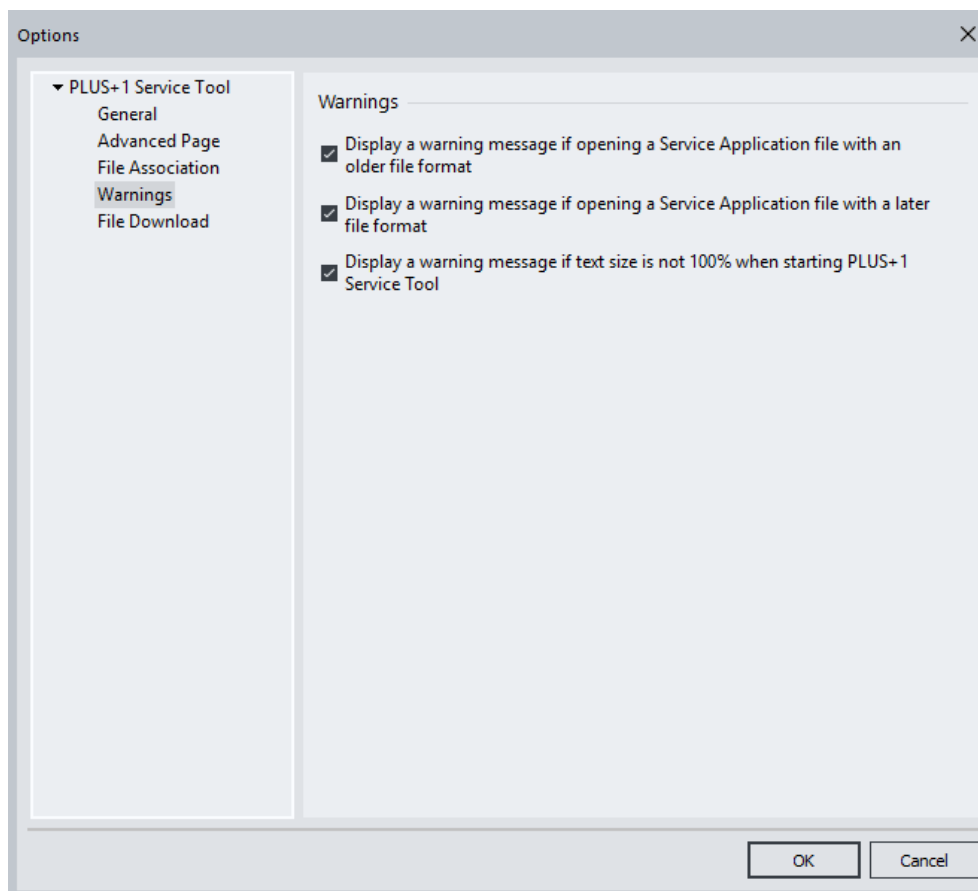 Options
PLUS+1 Service Tool
General
Advanced Page
File Association
Warnings
File Download
Warnings
Display a warning message if opening a Service Application file with an
older file format
Display a warning message if opening a Service Application file with a later
file format
Display a warning message if text size is not 100% when starting PLUS+1
Service Tool
OK
Cancel